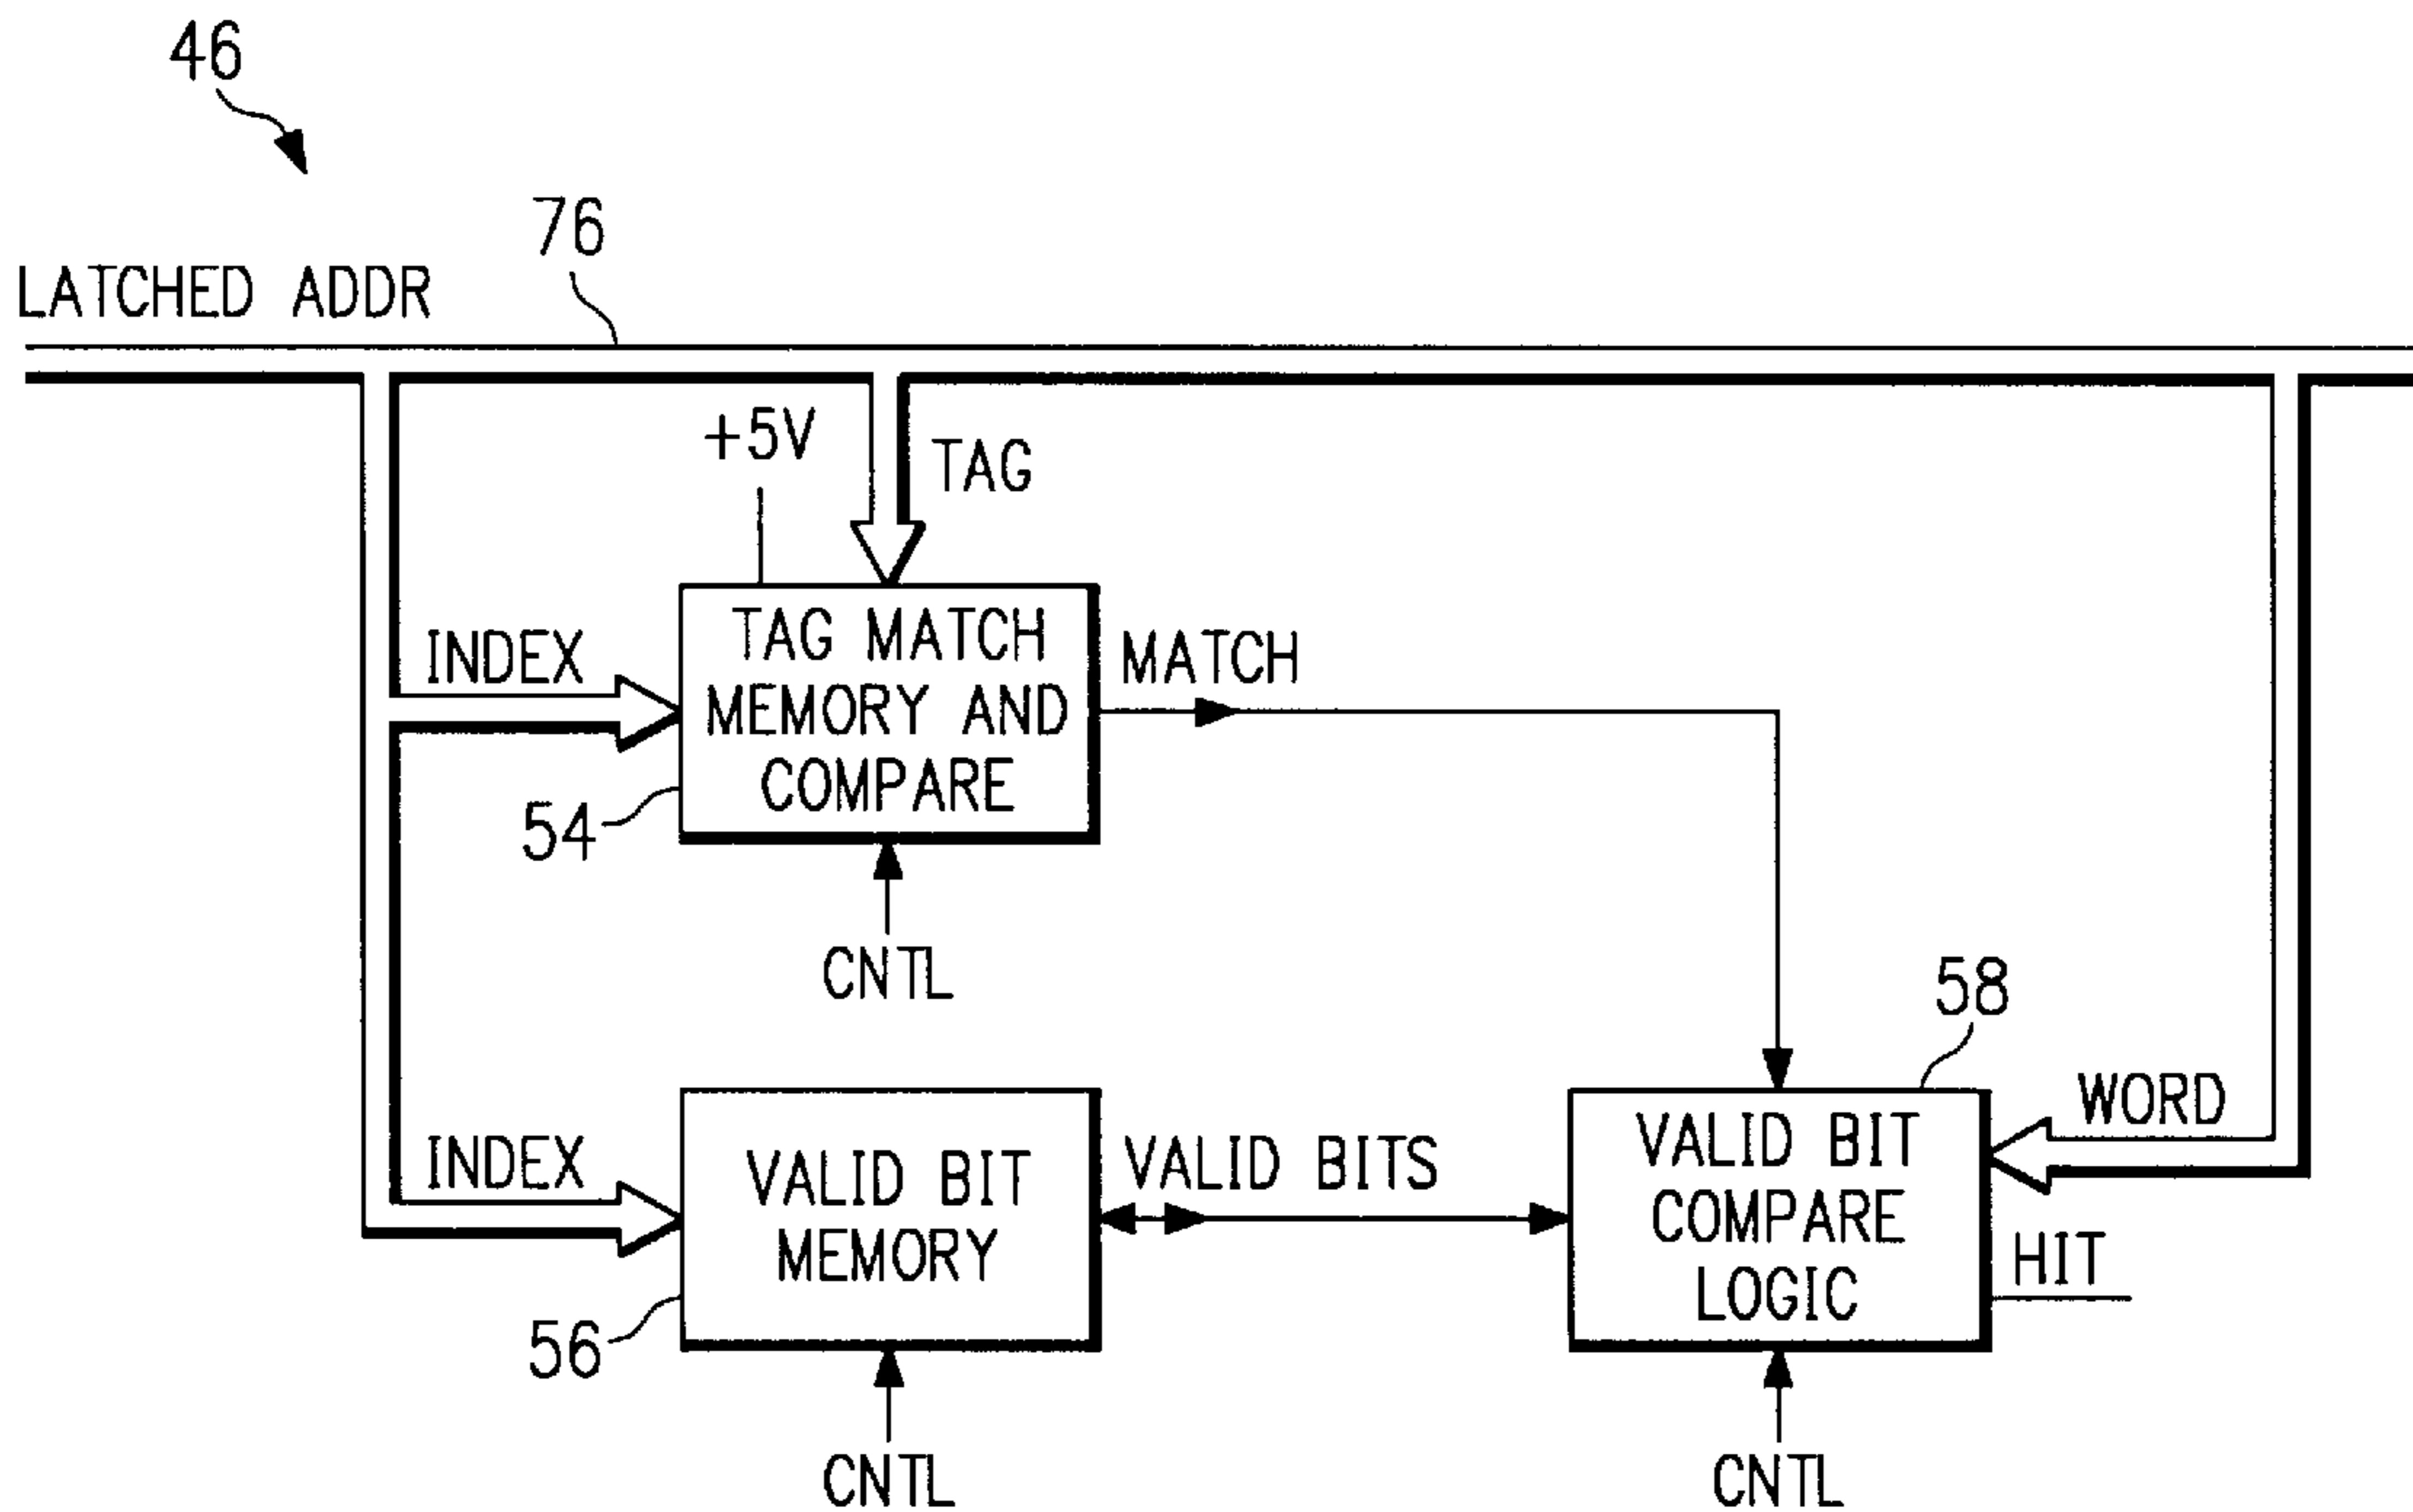 46
76
LATCHED ADDR
+5V
TAG
INDEX
TAG MATCH
MEMORY AND
COMPARE
MATCH
54
CNTL
58
INDEX
VALID BIT
MEMORY
VALID BITS
VALID BIT
COMPARE
LOGIC
WORD
HIT
56
CNTL
CNTL